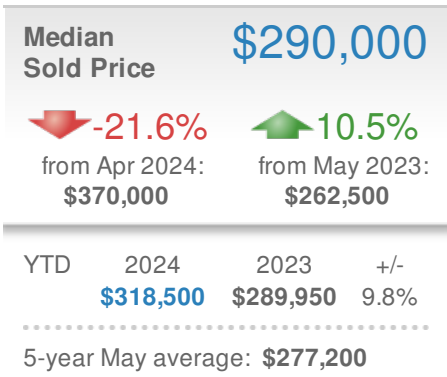 Median $290,000
Sold Price
-21.6% 10.5%
from Apr 2024: from May 2023:
$370,000 $262,500
YTD 2024 2023 +/-
$318,500 $289,950 9.8%
5-year May average: $277,200